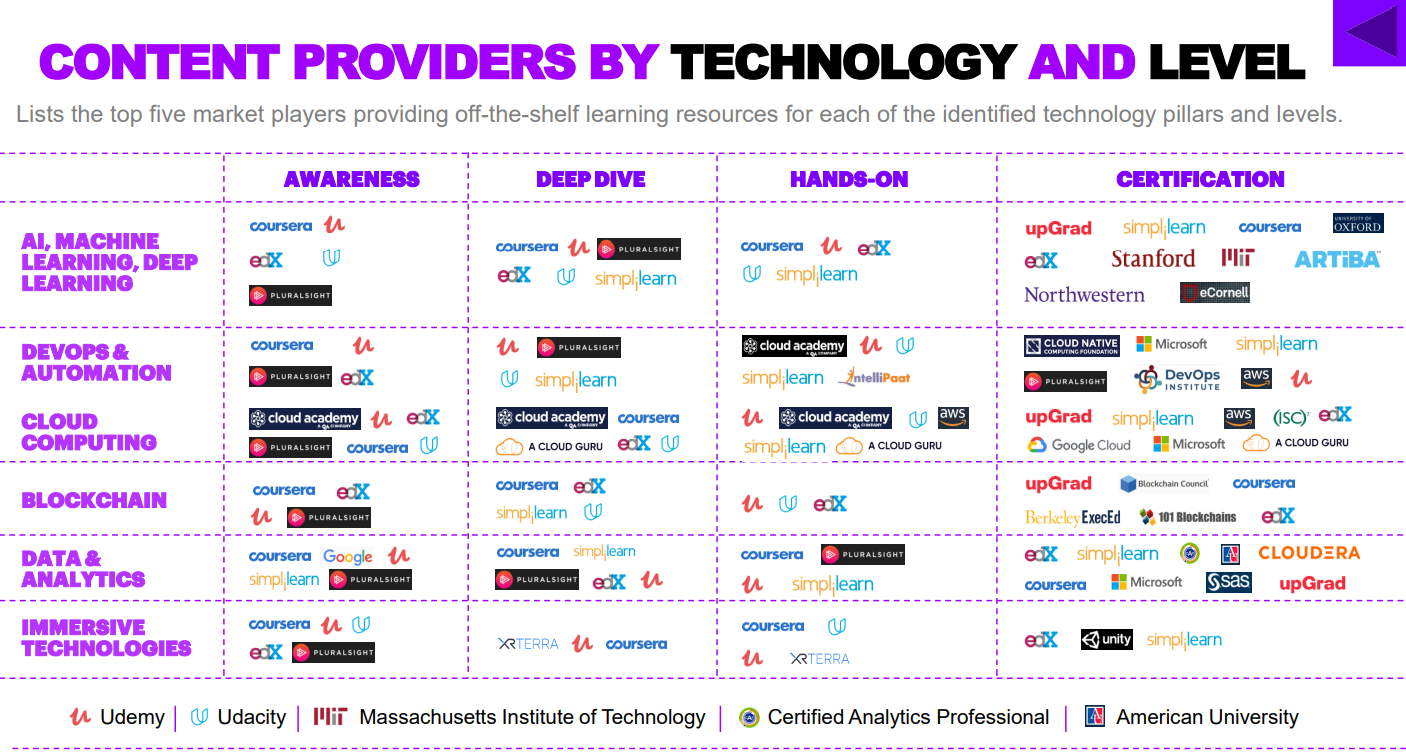 CONTENT PROVIDERS BY TECHNOLOGY AND LEVEL
Lists the top five market players providing off-the-shelf learning resources for each of the identified technology pillars and levels.
AWARENESS DEEP DIVE HANDS-ON CERTIFICATION
AI, MACHINE
LEARNING, DEEP
LEARNING
coursera
edX
PLURALSIGHT
coursera PLURALSIGHT
edX simplilearn
coursera edX
simplilearn
upGrad simplilearn coursera UNIVERSITY OF OXFORD
edX Stanford MIT ARTiBA
Northwestern eCornell
DEVOPS &
AUTOMATION
coursera
PLURALSIGHT edX
PLURALSIGHT
simplilearn
cloud academy A QA COMPANY
simplilearn intelliPaat
CLOUD NATIVE COMPUTING FOUNDATION Microsoft simplilearn
PLURALSIGHT DevOps INSTITUTE aws
CLOUD
COMPUTING
cloud academy A QA COMPANY edX
PLURALSIGHT coursera
cloud academy A QA COMPANY coursera
A CLOUD GURU edX
cloud academy A QA COMPANY aws
simplilearn A CLOUD GURU
upGrad simplilearn aws (ISC)² edX
Google Cloud Microsoft A CLOUD GURU
BLOCKCHAIN
coursera edX
PLURALSIGHT
coursera edX
simplilearn
edX
upGrad Blockchain Council coursera
Berkeley ExecEd 101 Blockchains edX
DATA &
ANALYTICS
coursera Google
simplilearn PLURALSIGHT
coursera simplilearn
PLURALSIGHT edX
coursera PLURALSIGHT
simplilearn
edX simplilearn CLOUDERA
coursera Microsoft sas upGrad
IMMERSIVE
TECHNOLOGIES
coursera
edX PLURALSIGHT
XRTERRA coursera
coursera
XRTERRA
edX unity simplilearn
Udemy Udacity MIT Massachusetts Institute of Technology Certified Analytics Professional American University